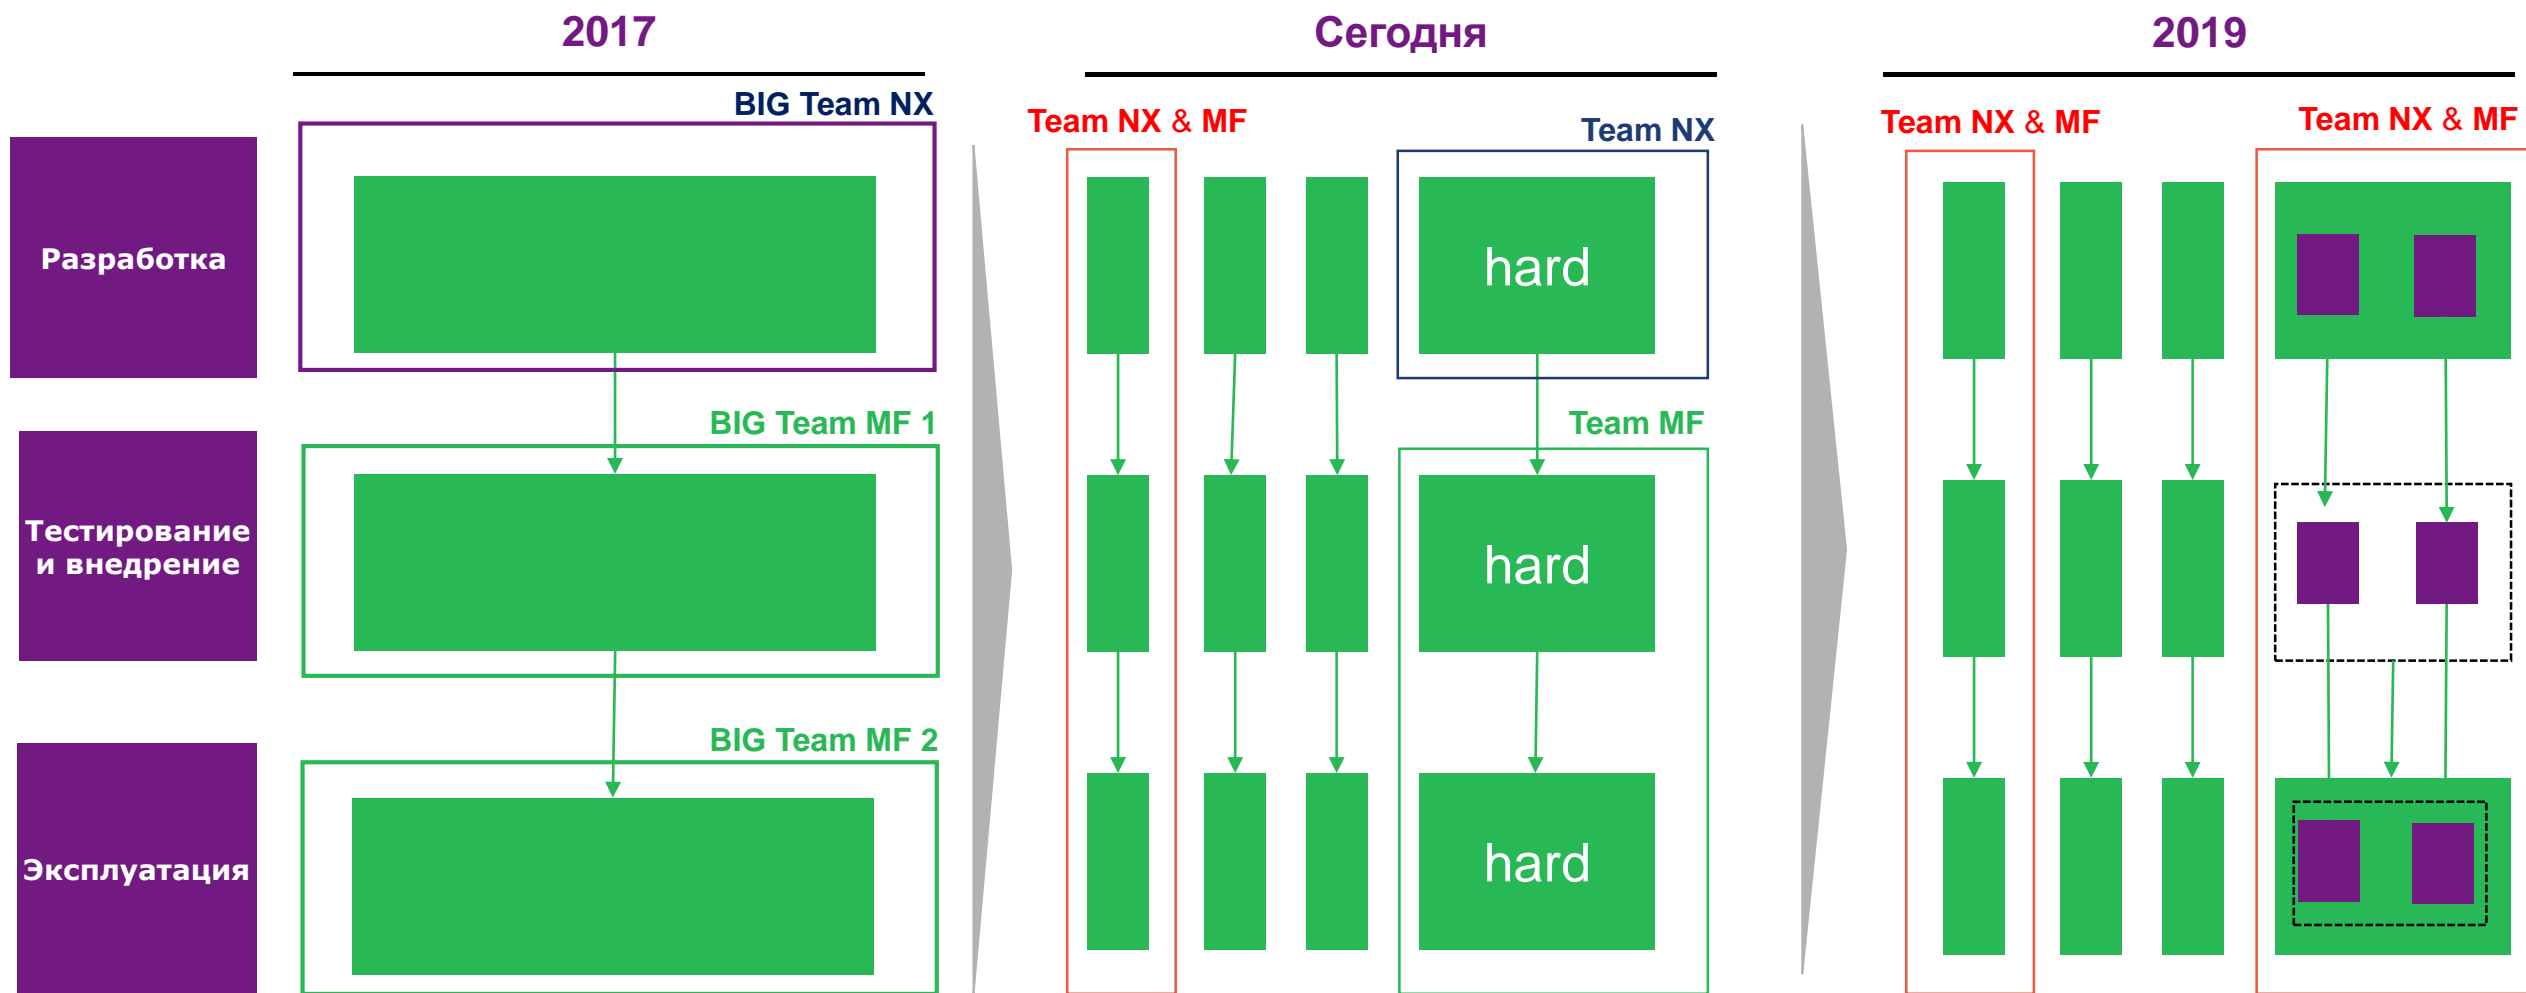 2017
Сегодня
2019
BIG Team NX
Team NX & MF
Team NX
Team NX & MF
Team NX & MF
Разработка
hard
BIG Team MF 1
Team MF
Тестирование
и внедрение
hard
BIG Team MF 2
Эксплуатация
hard